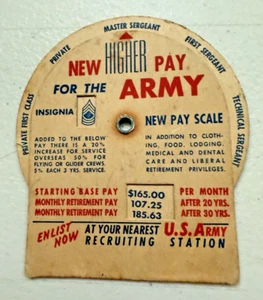 PRIVATE FIRST CLASS
PRIVATE
MASTER SERGEANT
FIRST SERGEANT
TECHNICAL SERGEANT
NEW HIGHER PAY
FOR THE ARMY
INSIGNIA
NEW PAY SCALE
ADDED TO THE BELOW
PAY THERE IS A 20%
INCREASE FOR SERVICE
OVERSEAS 50% FOR
FLYING OR GLIDER CREWS.
5% EACH 3 YRS. SERVICE.
IN ADDITION TO CLOTH-
ING, FOOD, LODGING,
MEDICAL AND DENTAL
CARE AND LIBERAL
RETIREMENT PRIVILEGES.
STARTING BASE PAY $165.00 PER MONTH
MONTHLY RETIREMENT PAY 107.25 AFTER 20 YRS.
MONTHLY RETIREMENT PAY 185.63 AFTER 30 YRS.
ENLIST NOW
AT YOUR NEAREST U.S. ARMY
RECRUITING STATION